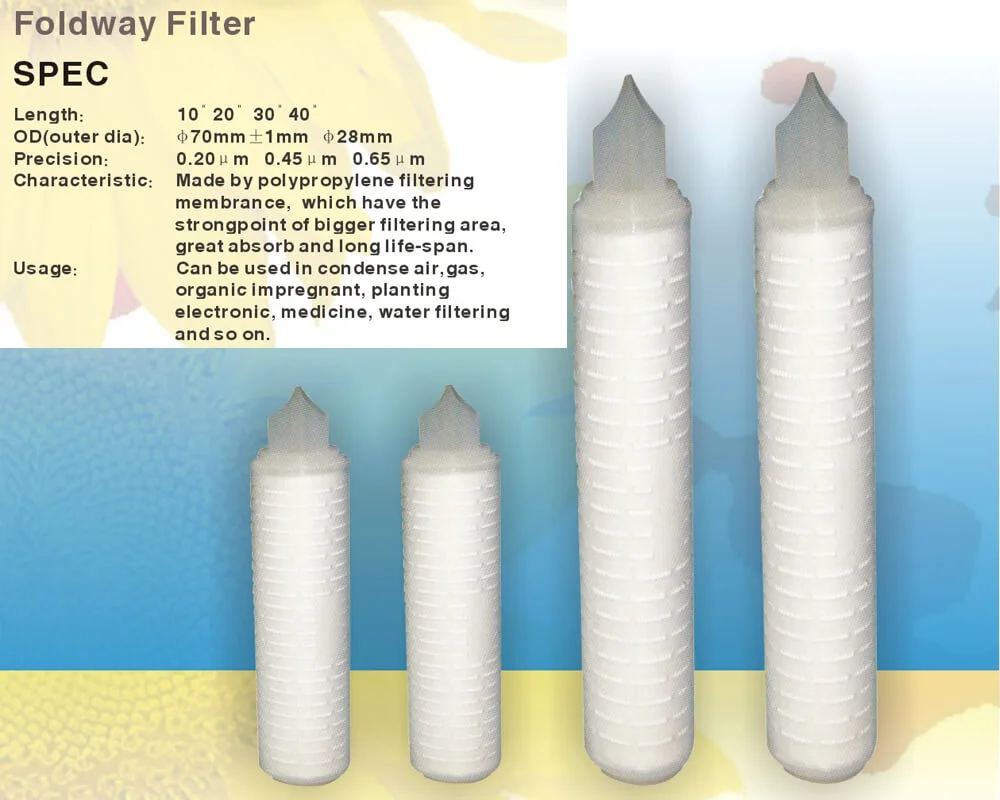 Foldway Filter
SPEC
Length: 10" 20" 30" 40"
OD(outer dia): φ70mm±1mm φ28mm
Precision: 0.20μm 0.45μm 0.65μm
Characteristic: Made by polypropylene filtering
membrance, which have the
strongpoint of bigger filtering area,
great absorb and long life-span.
Usage: Can be used in condense air,gas,
organic impregnant, planting
electronic, medicine, water filtering
and so on.